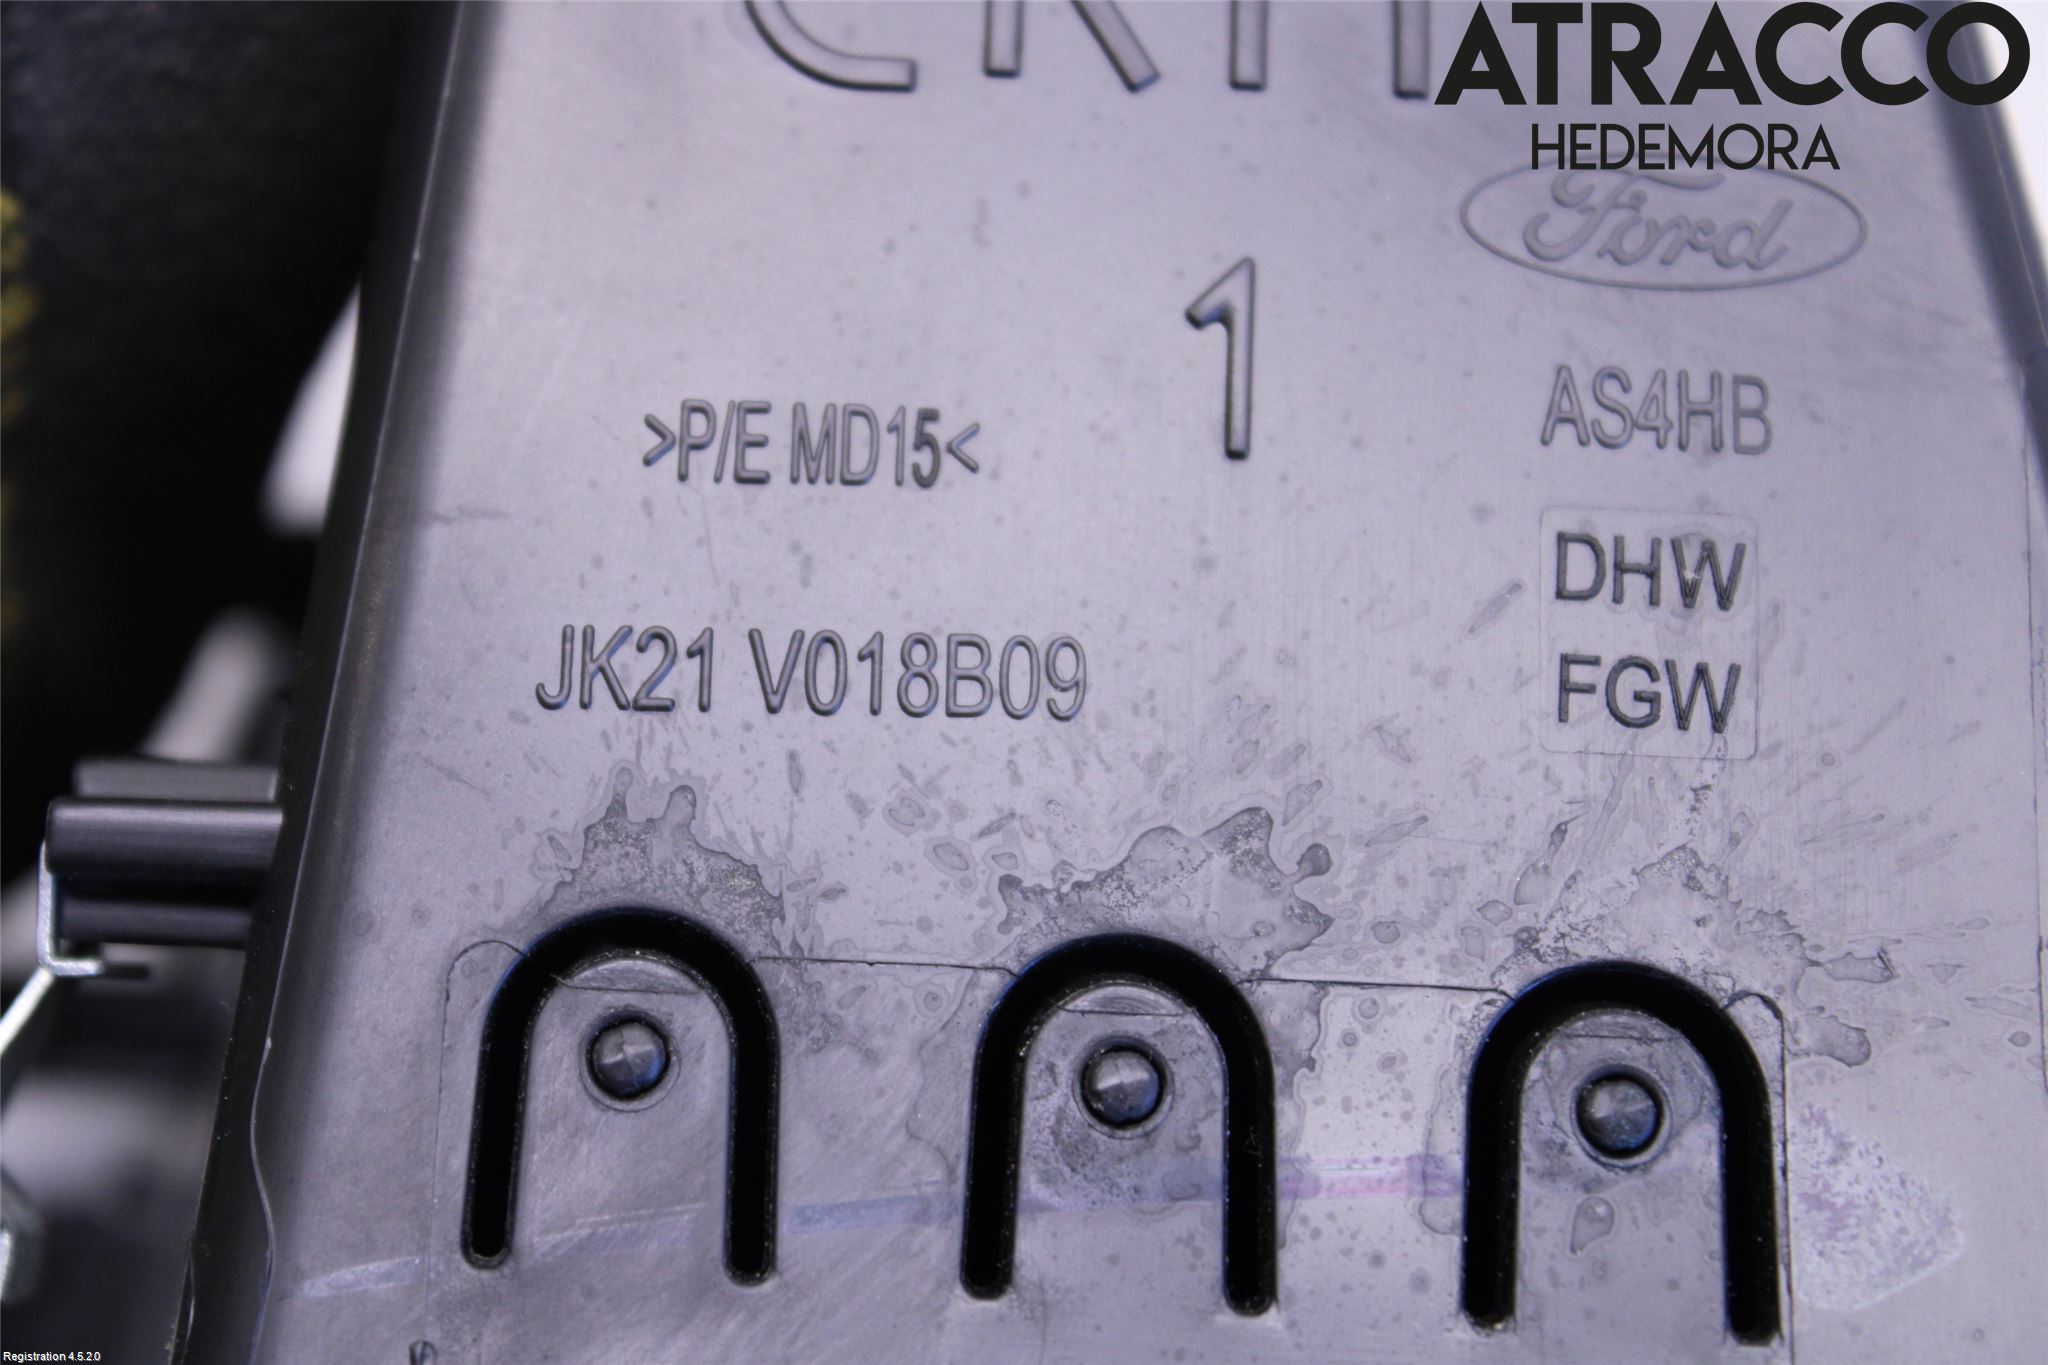 ATRACCO
HEDEMORA
Ford
1
AS4HB
>P/E MD15<
DHW
FGW
JK21 V018B09
Registration 4.5.2.0